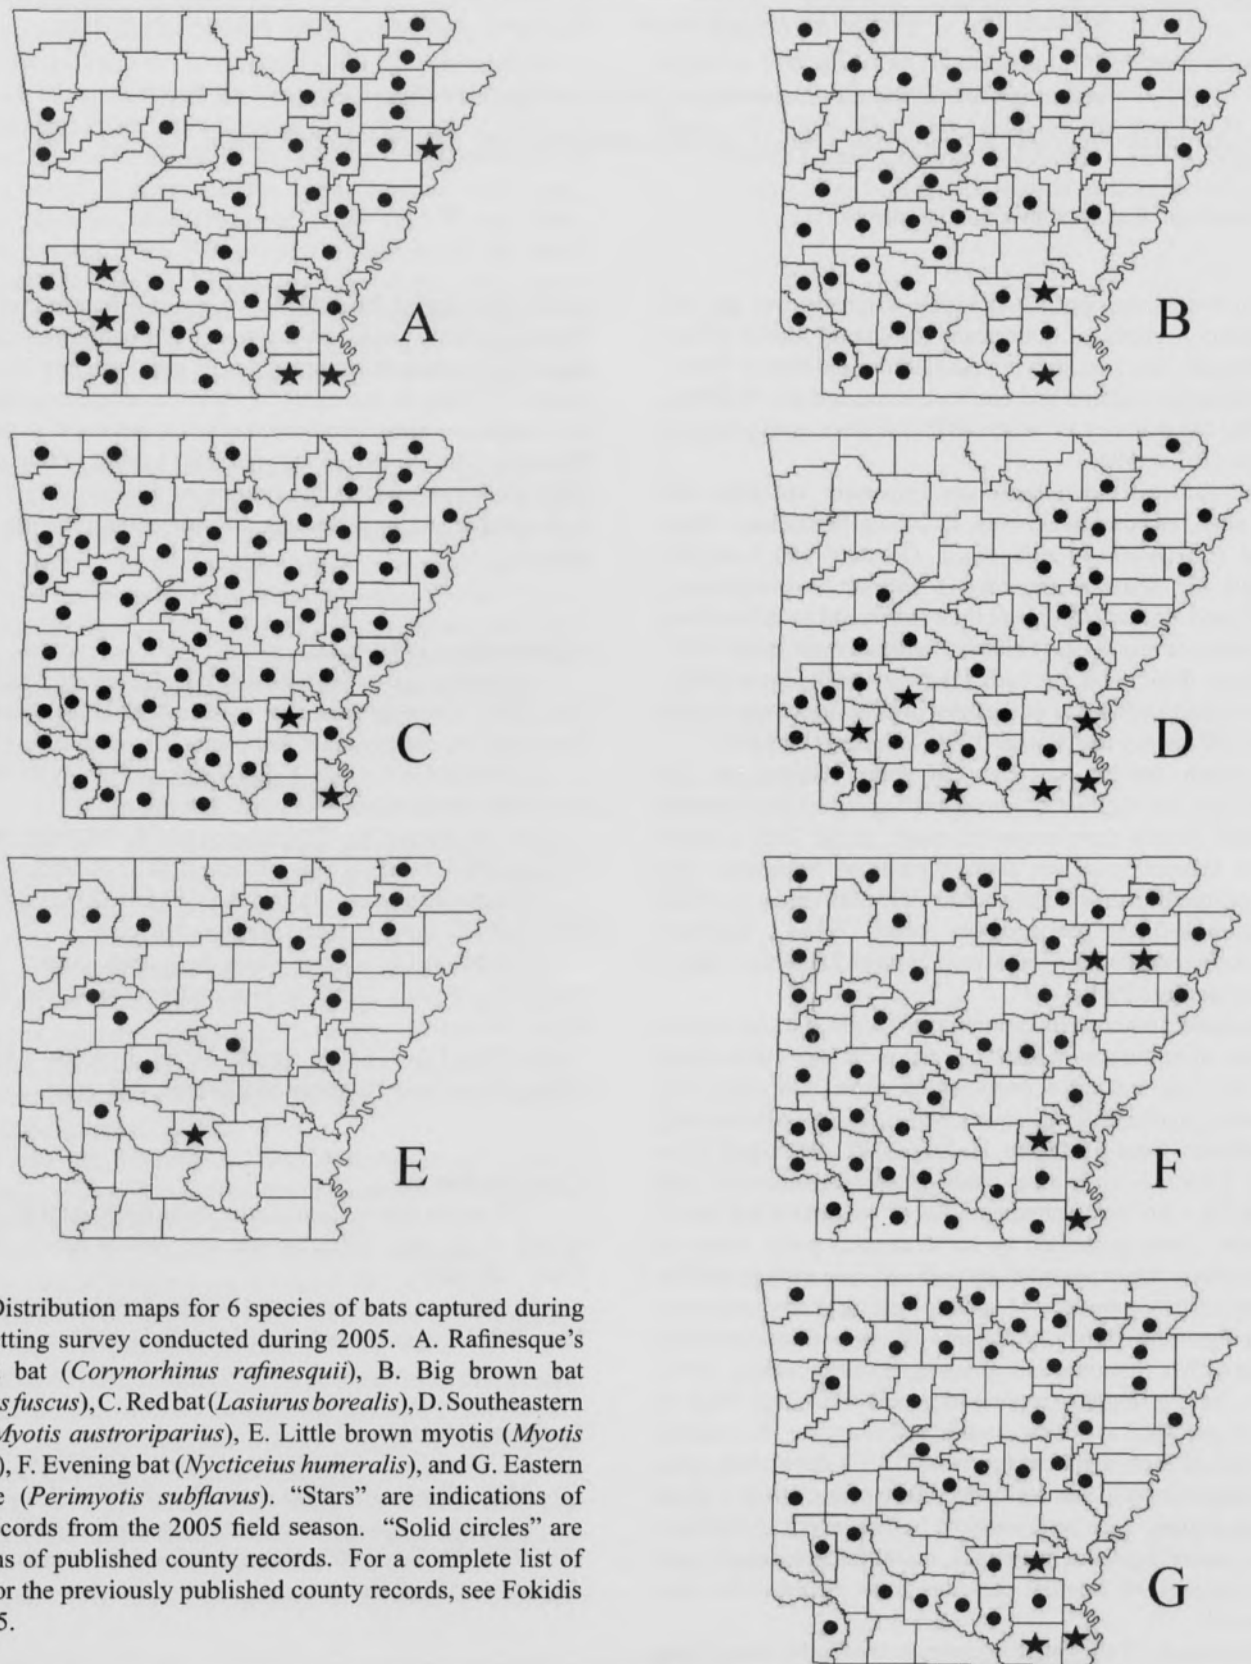 A
B
C
D
E
F
G
Distribution maps for 6 species of bats captured during
tting survey conducted during 2005. A. Rafinesque's
bat (Corynorhinus rafinesquii), B. Big brown bat
s fuscus), C. Red bat (Lasiurus borealis), D. Southeastern
Myotis austroriparius), E. Little brown myotis (Myotis
), F. Evening bat (Nycticeius humeralis), and G. Eastern
e (Perimyotis subflavus). “Stars” are indications of
cords from the 2005 field season. “Solid circles” are
ns of published county records. For a complete list of
or the previously published county records, see Fokidis
5.